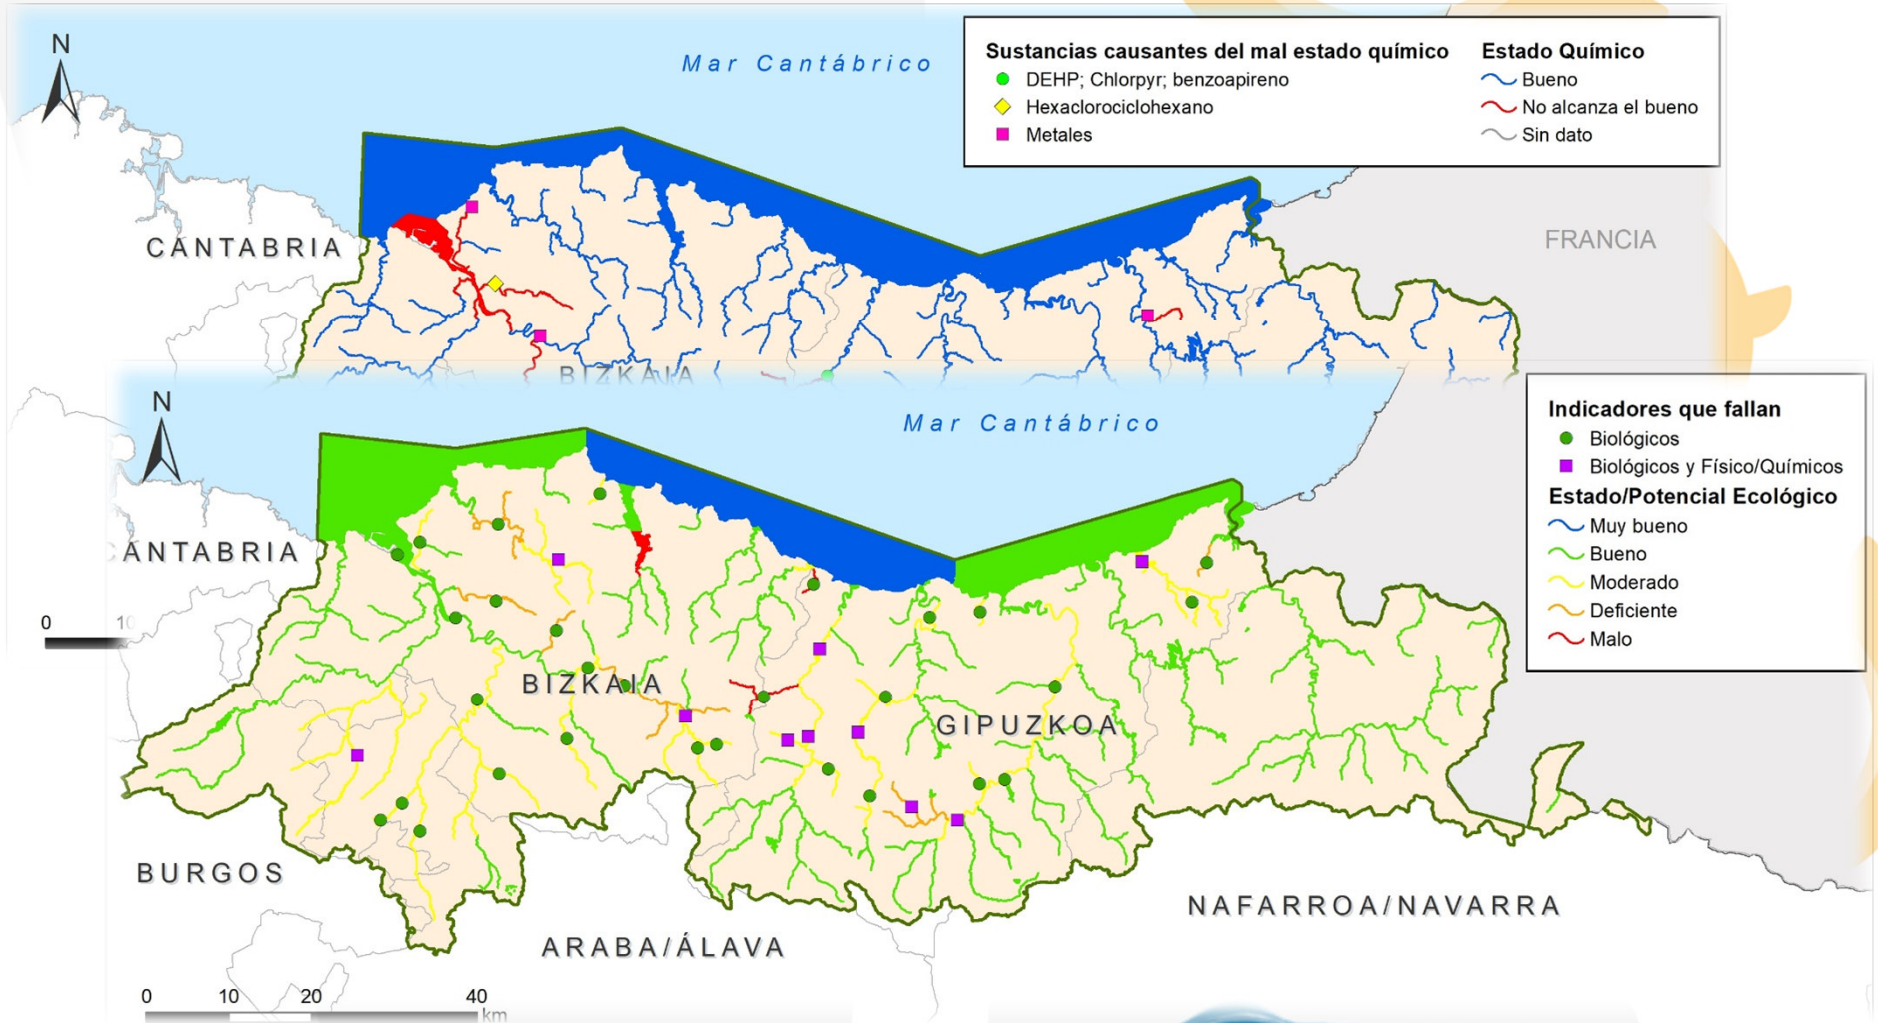 N
Mar Cantábrico
Sustancias causantes del mal estado químico
DEHP; Chlorpyr; benzoapireno
Hexaclorociclohexano
Metales
Estado Químico
Bueno
No alcanza el bueno
Sin dato
CANTABRIA
FRANCIA
BIZKAIA
N
Mar Cantábrico
Indicadores que fallan
Biológicos
Biológicos y Físico/Químicos
Estado/Potencial Ecológico
Muy bueno
Bueno
Moderado
Deficiente
Malo
CANTABRIA
0 10
BIZKAIA
GIPUZKOA
BURGOS
NAFARROA/NAVARRA
ARABA/ÁLAVA
0 10 20 40
km